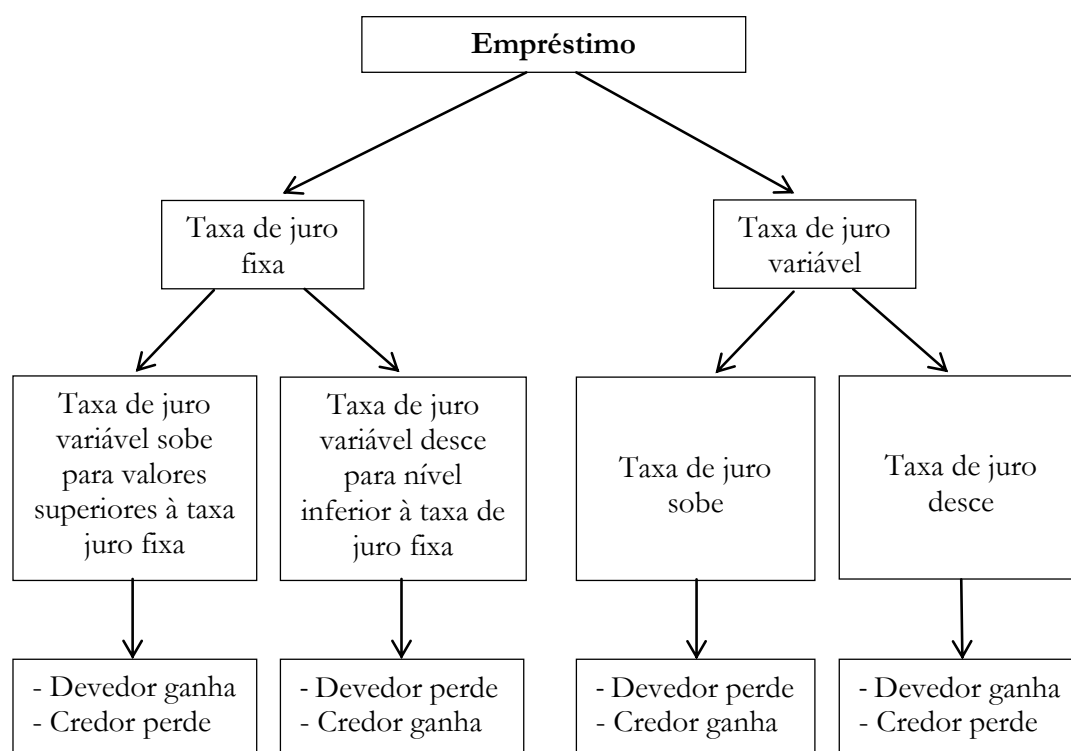 Empréstimo
Taxa de juro
fixa
Taxa de juro
variável
Taxa de juro
variável sobe
para valores
superiores à taxa
juro fixa
Taxa de juro
variável desce
para nível
inferior à taxa de
juro fixa
Taxa de juro
sobe
Taxa de juro
desce
- Devedor ganha
- Credor perde
- Devedor perde
- Credor ganha
- Devedor perde
- Credor ganha
- Devedor ganha
- Credor perde